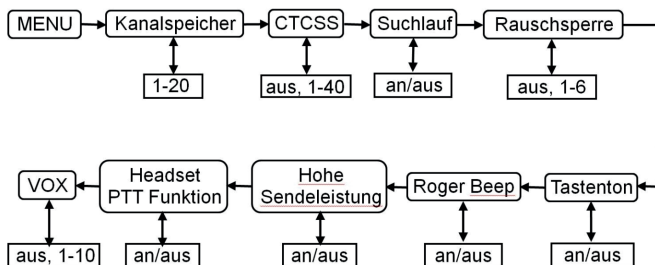 MENU
Kanalspeicher
CTCSS
Suchlauf
Rauschsperre
1-20
aus, 1-40
an/aus
aus, 1-6
VOX
Headset
PTT Funktion
Hohe
Sendeleistung
Roger Beep
Tastenton
aus, 1-10
an/aus
an/aus
an/aus
an/aus